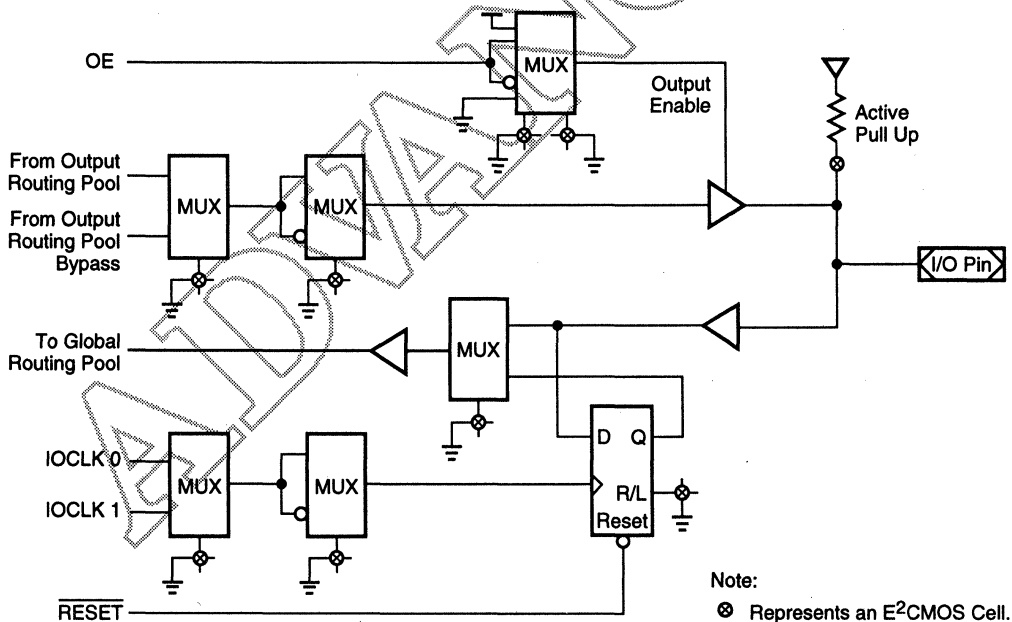 OE
MUX
Output
Enable
Active
Pull Up
From Output
Routing Pool
From Output
Routing Pool
Bypass
MUX
MUX
I/O Pin
To Global
Routing Pool
MUX
IOCLK 0
IOCLK 1
MUX
MUX
D Q
R/L
Reset
RESET
Note:
⊗ Represents an E²CMOS Cell.